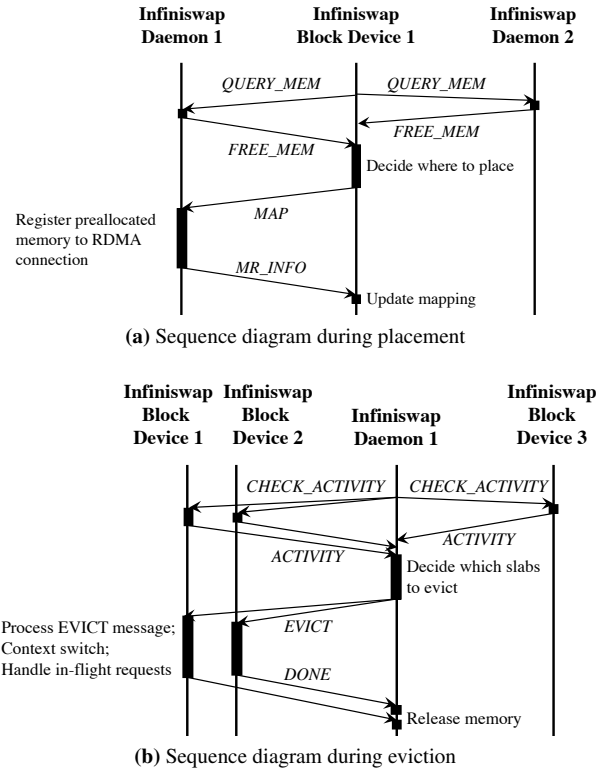 Infiniswap
Daemon 1
Infiniswap
Block Device 1
Infiniswap
Daemon 2
QUERY_MEM
QUERY_MEM
FREE_MEM
FREE_MEM
Decide where to place
MAP
Register preallocated
memory to RDMA
connection
MR_INFO
Update mapping
(a) Sequence diagram during placement
Infiniswap
Block
Device 1
Infiniswap
Block
Device 2
Infiniswap
Daemon 1
Infiniswap
Block
Device 3
CHECK_ACTIVITY
CHECK_ACTIVITY
ACTIVITY
ACTIVITY
Decide which slabs
to evict
Process EVICT message;
Context switch;
Handle in-flight requests
EVICT
DONE
Release memory
(b) Sequence diagram during eviction